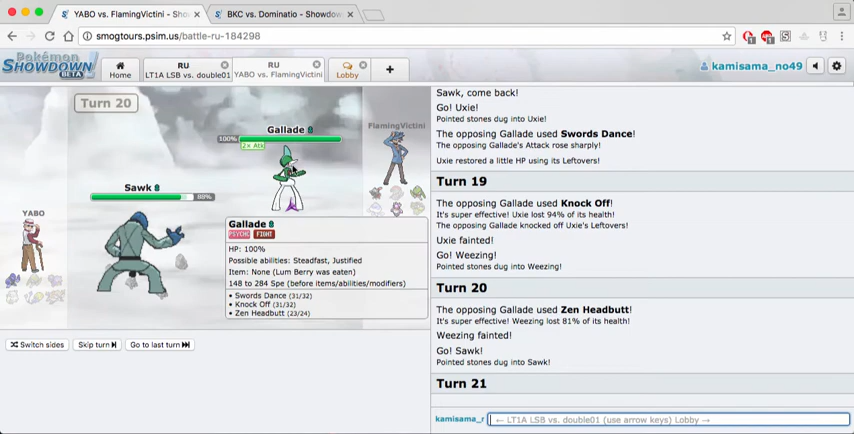 YABO vs. FlamingVictini - Sho
BKC vs. Dominatio - Showdow
smogtours.psim.us/battle-ru-184298
Pokémon
SHOWDOWN
BETA
Home
RU
LT1A LSB vs. double01
RU
YABO vs. FlamingVictini
Lobby
+
kamisama_no49
Turn 20
FlamingVictini
Gallade
100%
2× Atk
Sawk
88%
YABO
Gallade
PSYCHC FIGHT
HP: 100%
Possible abilities: Steadfast, Justified
Item: None (Lum Berry was eaten)
148 to 284 Spe (before items/abilities/modifiers)
• Swords Dance (31/32)
• Knock Off (31/32)
• Zen Headbutt (23/24)
Switch sides
Skip turn
Go to last turn
Sawk, come back!
Go! Uxie!
Pointed stones dug into Uxie!
The opposing Gallade used Swords Dance!
The opposing Gallade's Attack rose sharply!
Uxie restored a little HP using its Leftovers!
Turn 19
The opposing Gallade used Knock Off!
It's super effective! Uxie lost 94% of its health!
The opposing Gallade knocked off Uxie's Leftovers!
Uxie fainted!
Go! Weezing!
Pointed stones dug into Weezing!
Turn 20
The opposing Gallade used Zen Headbutt!
It's super effective! Weezing lost 81% of its health!
Weezing fainted!
Go! Sawk!
Pointed stones dug into Sawk!
Turn 21
kamisama_r
← LT1A LSB vs. double01 (use arrow keys) Lobby →